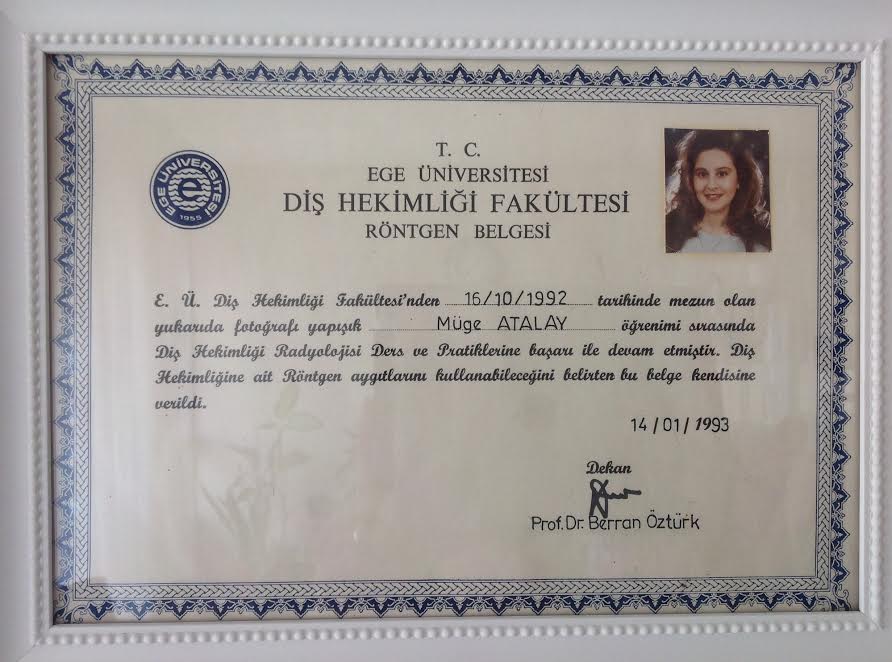 EGE ÜNİVERSİTESİ
1955
T. C.
EGE ÜNİVERSİTESİ
DİŞ HEKİMLİĞİ FAKÜLTESİ
RÖNTGEN BELGESİ
E. Ü. Diş Hekimliği Fakültesi'nden 16/10/1992 tarihinde mezun olan
yukarıda fotoğrafı yapışık Müge ATALAY öğrenimi sırasında
Diş Hekimliği Radyolojisi Ders ve Pratiklerine başarı ile devam etmiştir. Diş
Hekimliğine ait Röntgen aygıtlarını kullanabileceğini belirten bu belge kendisine
verildi.
14/01/1993
Dekan
Prof.Dr. Berran Öztürk